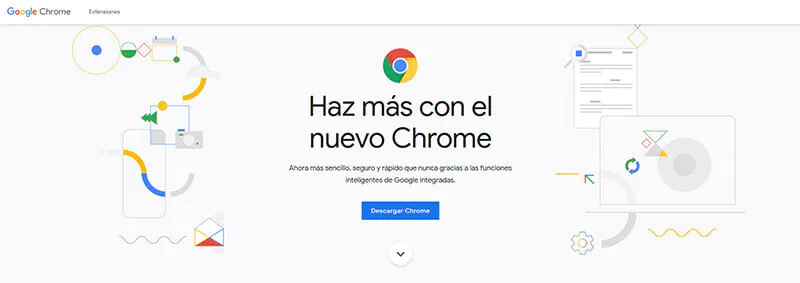 Google Chrome
Extensiones
Haz más con el
nuevo Chrome
Ahora más sencillo, seguro y rápido que nunca gracias a las funciones
inteligentes de Google integradas.
Descargar Chrome